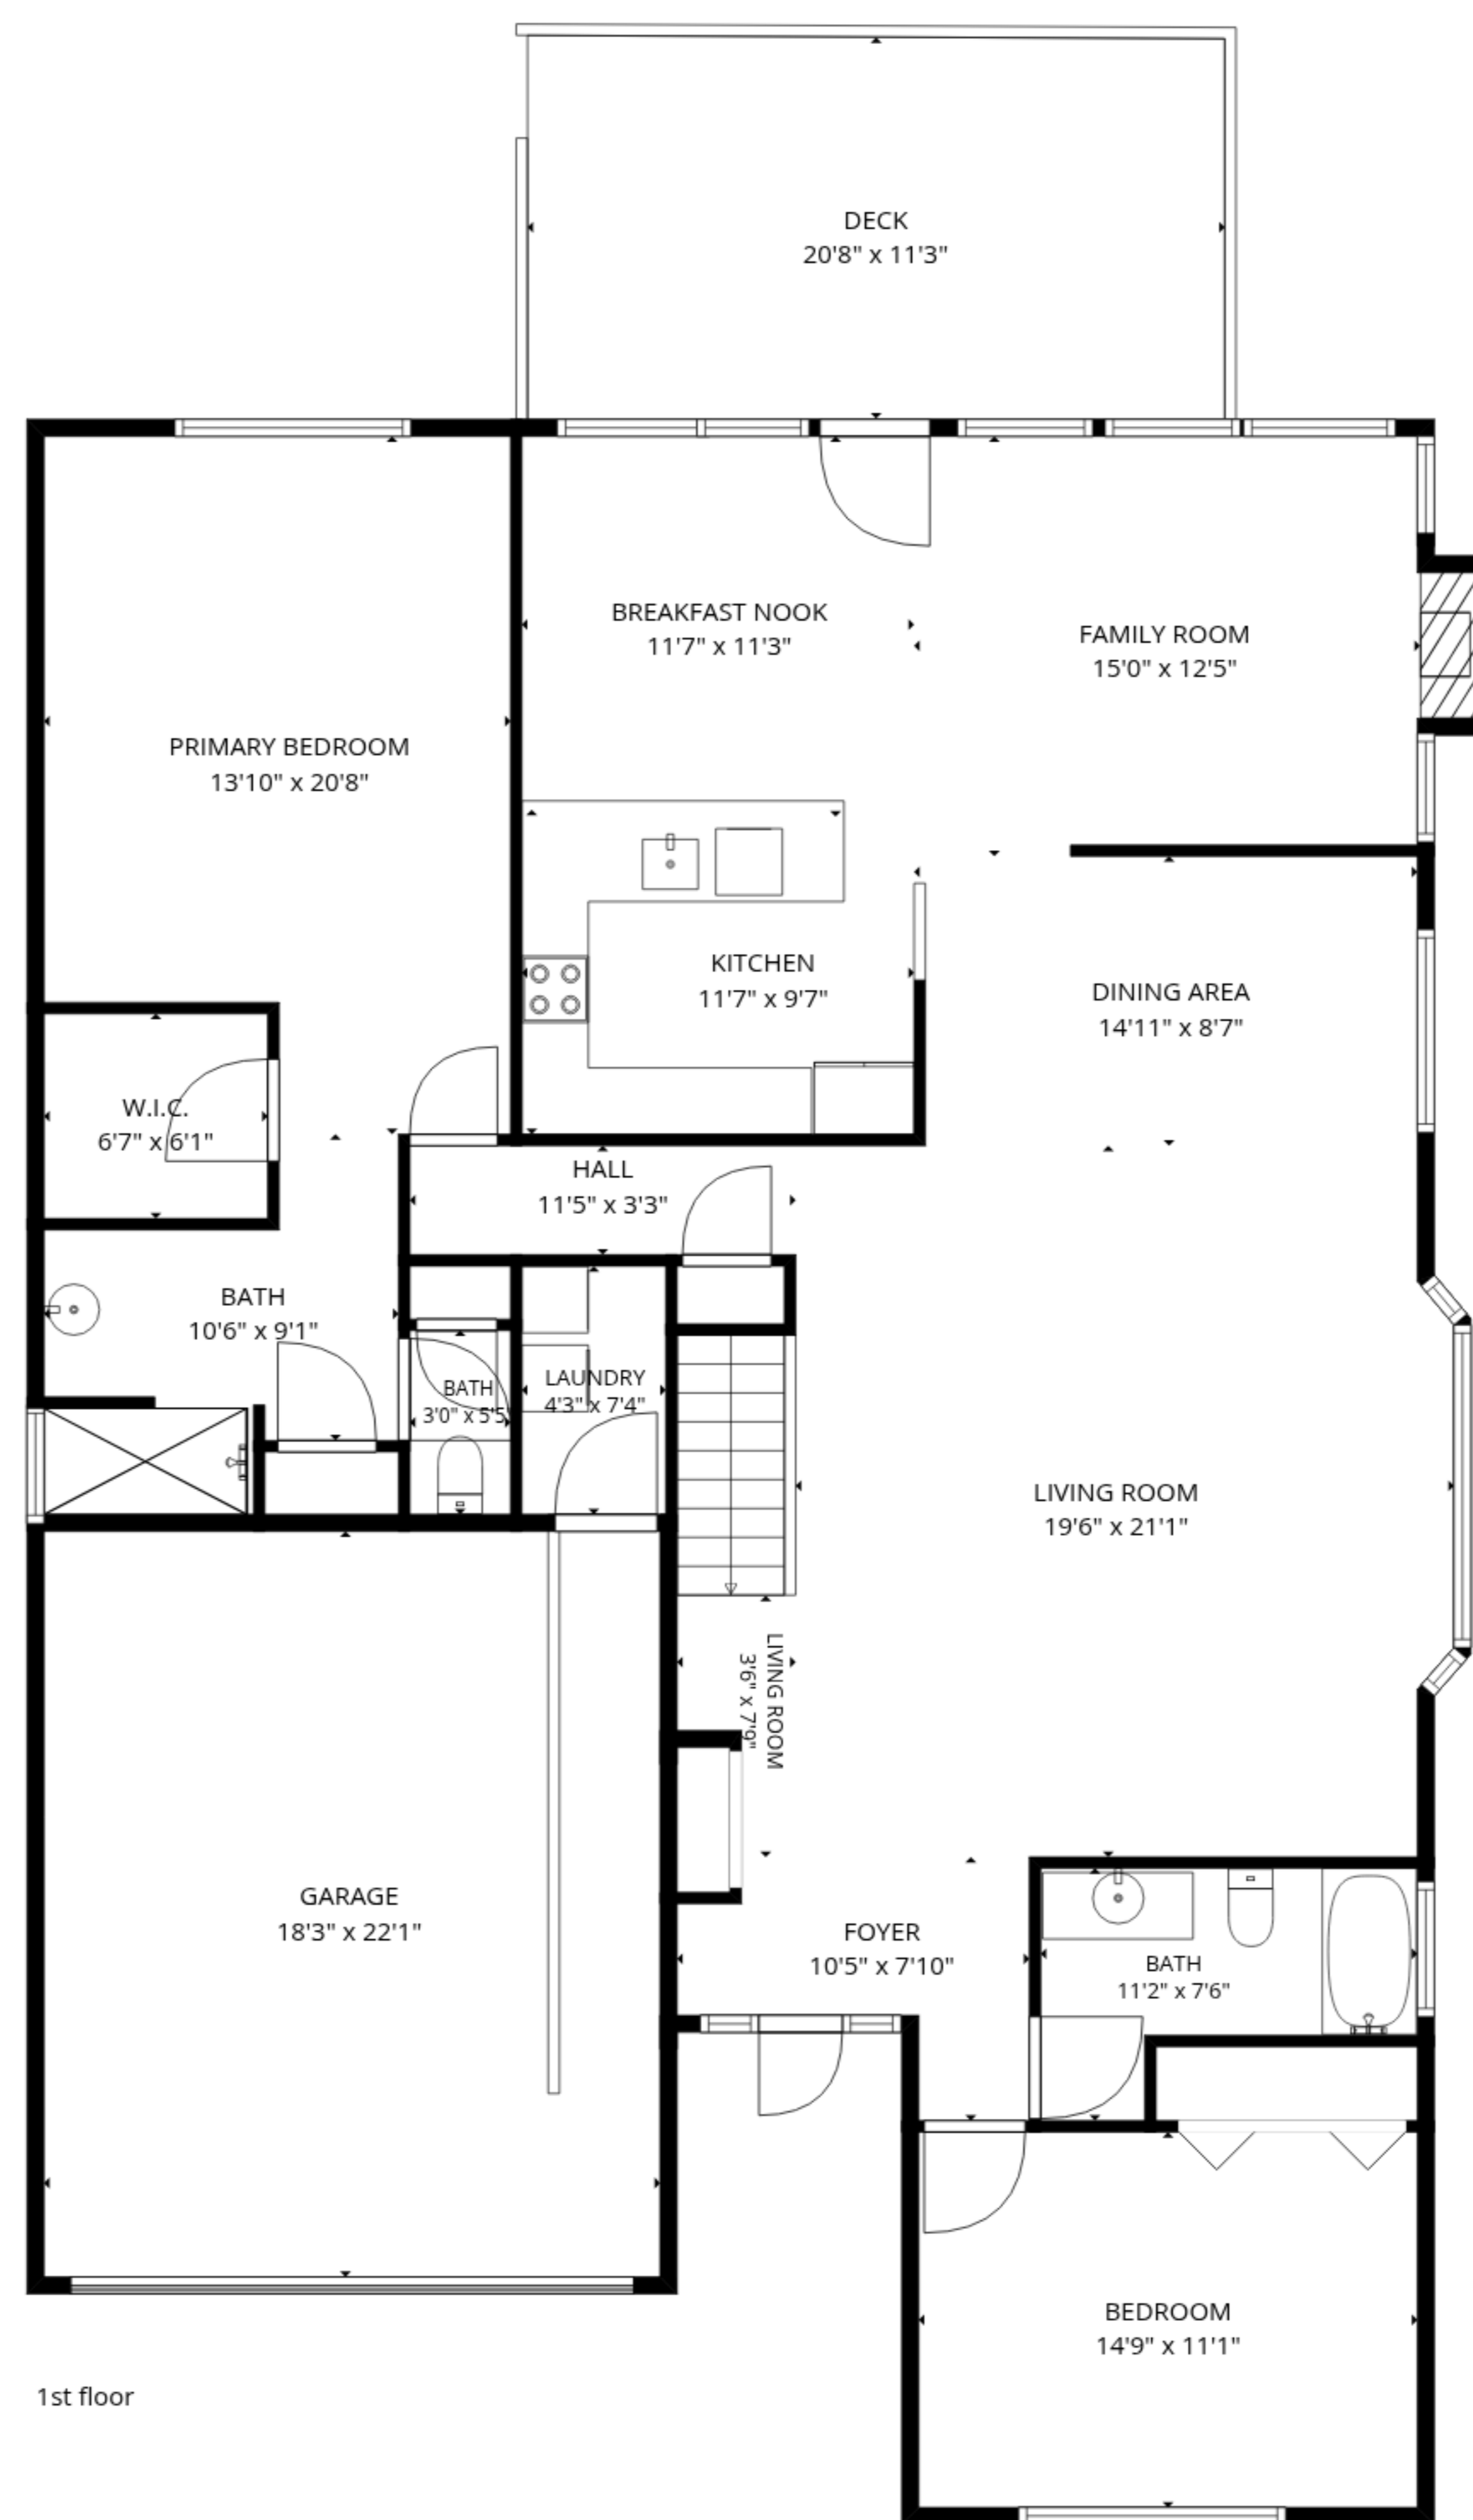 DECK
20'8" x 11'3"
BREAKFAST NOOK
11'7" x 11'3"
FAMILY ROOM
15'0" x 12'5"
PRIMARY BEDROOM
13'10" x 20'8"
KITCHEN
11'7" x 9'7"
DINING AREA
14'11" x 8'7"
W.I.C.
6'7" x 6'1"
HALL
11'5" x 3'3"
BATH
10'6" x 9'1"
BATH
3'0" x 5'5
LAUNDRY
4'3" x 7'4"
LIVING ROOM
19'6" x 21'1"
LIVING ROOM
3'6" x 7'9"
GARAGE
18'3" x 22'1"
FOYER
10'5" x 7'10"
BATH
11'2" x 7'6"
BEDROOM
14'9" x 11'1"
1st floor